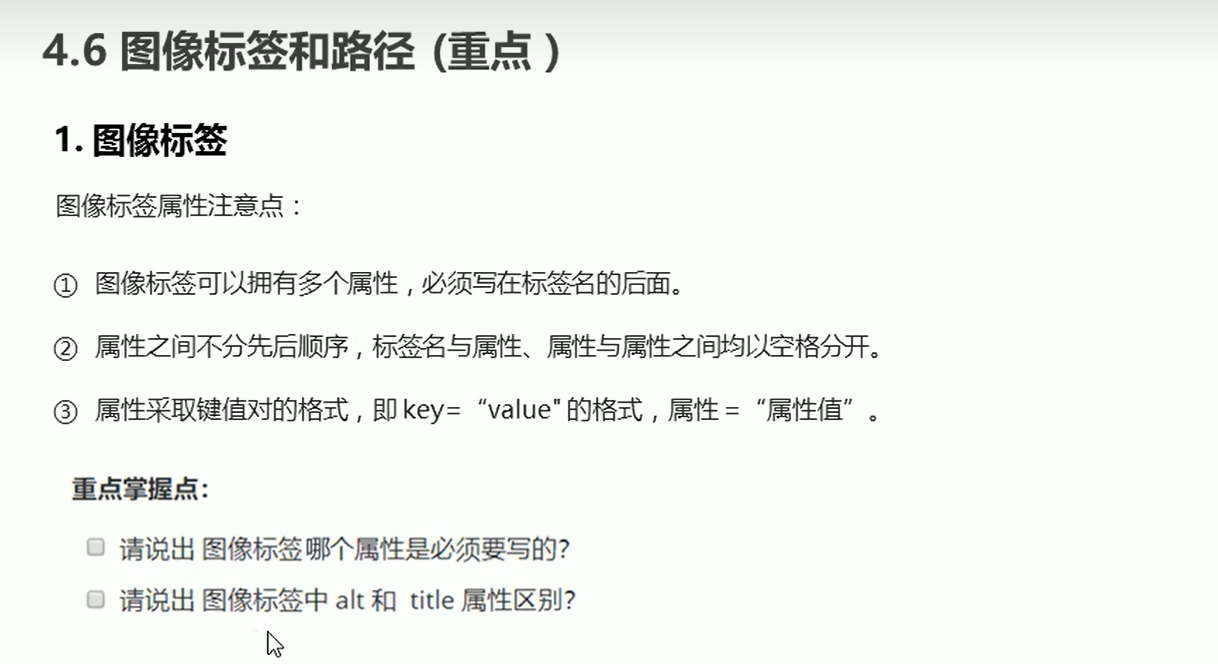 4.6 图像标签和路径 (重点 )
1. 图像标签
图像标签属性注意点：
① 图像标签可以拥有多个属性，必须写在标签名的后面。
② 属性之间不分先后顺序，标签名与属性、属性与属性之间均以空格分开。
③ 属性采取键值对的格式，即 key=“value" 的格式，属性 =“属性值”。
重点掌握点：
请说出 图像标签哪个属性是必须要写的?
请说出 图像标签中 alt 和 title 属性区别?